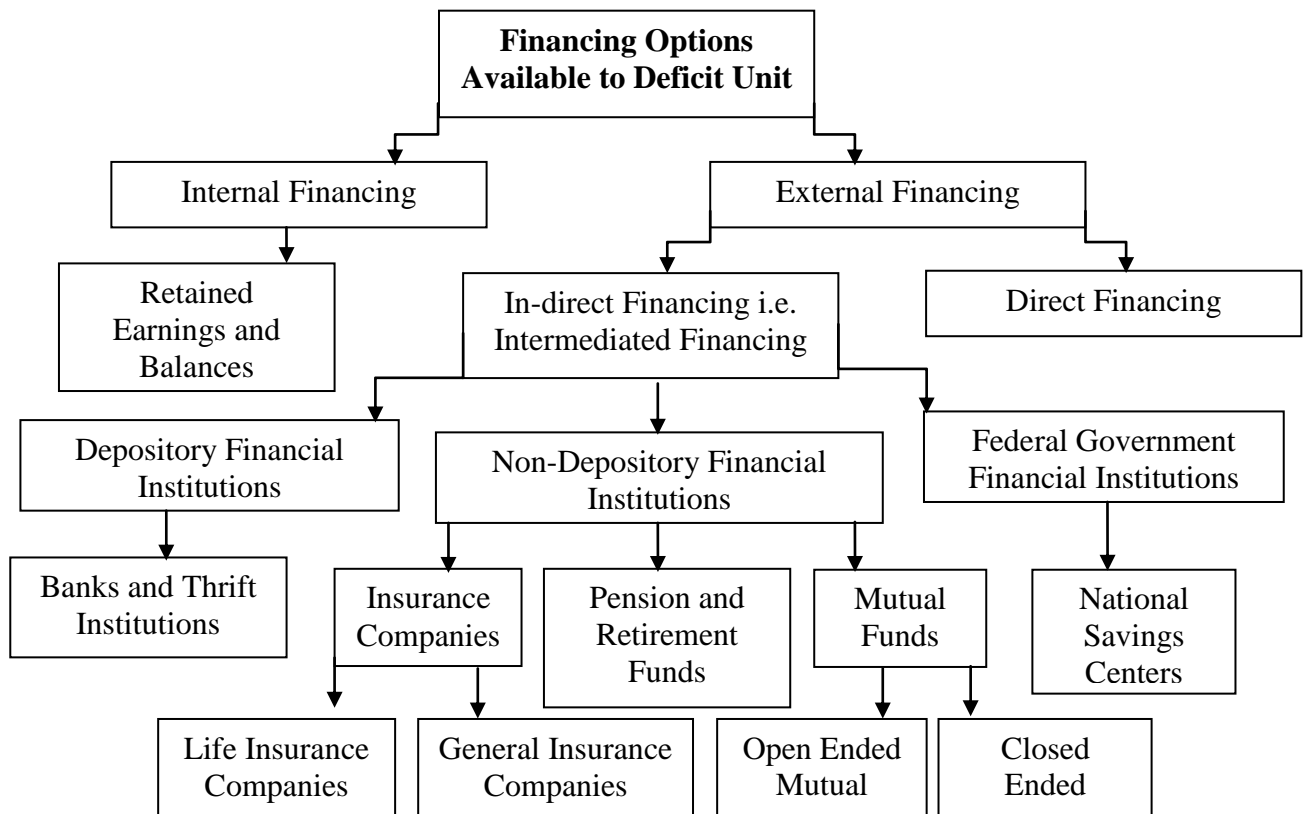 Financing Options
Available to Deficit Unit
Internal Financing
External Financing
Retained
Earnings and
Balances
In-direct Financing i.e.
Intermediated Financing
Direct Financing
Depository Financial
Institutions
Non-Depository Financial
Institutions
Federal Government
Financial Institutions
Banks and Thrift
Institutions
Insurance
Companies
Pension and
Retirement
Funds
Mutual
Funds
National
Savings
Centers
Life Insurance
Companies
General Insurance
Companies
Open Ended
Mutual
Closed
Ended